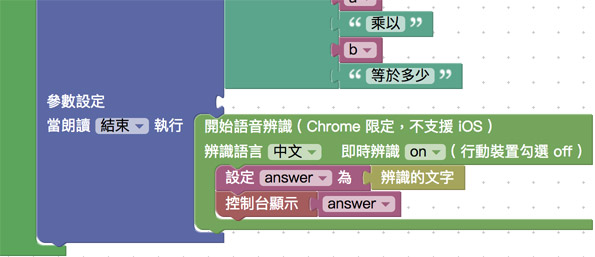 “ 乘以 ”
b
“ 等於多少 ”
參數設定
當朗讀 結束 執行
開始語音辨識 ( Chrome 限定，不支援 iOS )
辨識語言 中文 即時辨識 on ( 行動裝置勾選 off )
設定 answer 為 辨識的文字
控制台顯示 answer